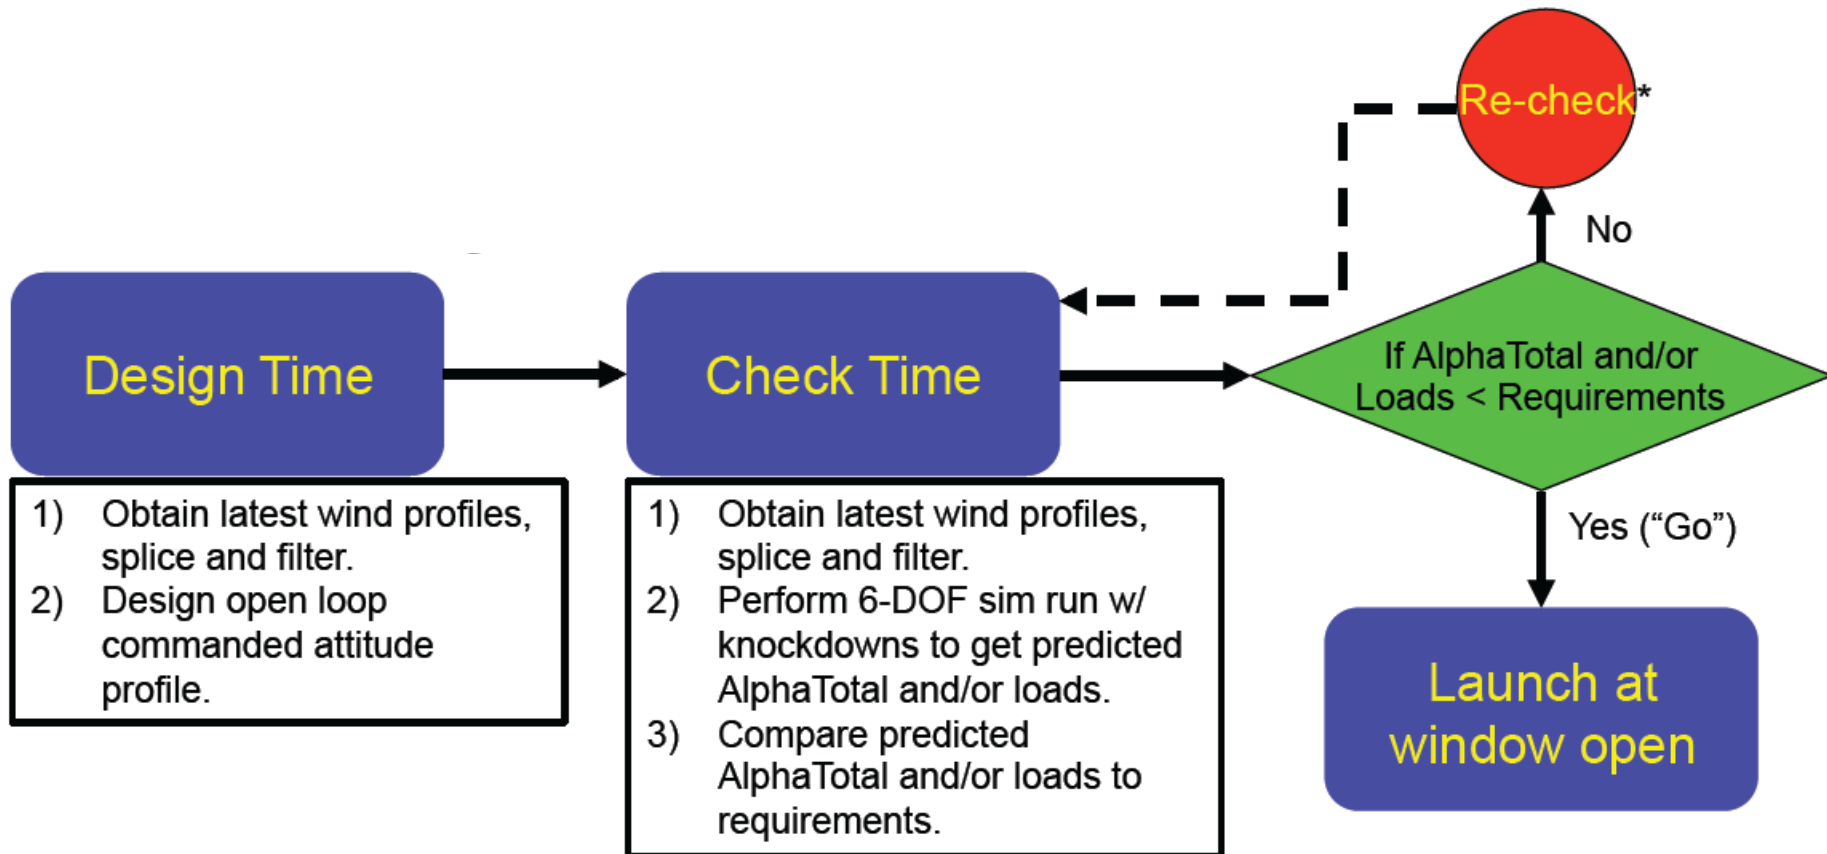 Re-check*
No
Design Time
Check Time
If AlphaTotal and/or
Loads < Requirements
1) Obtain latest wind profiles,
splice and filter.
2) Design open loop
commanded attitude
profile.
1) Obtain latest wind profiles,
splice and filter.
2) Perform 6-DOF sim run w/
knockdowns to get predicted
AlphaTotal and/or loads.
3) Compare predicted
AlphaTotal and/or loads to
requirements.
Yes (“Go”)
Launch at
window open